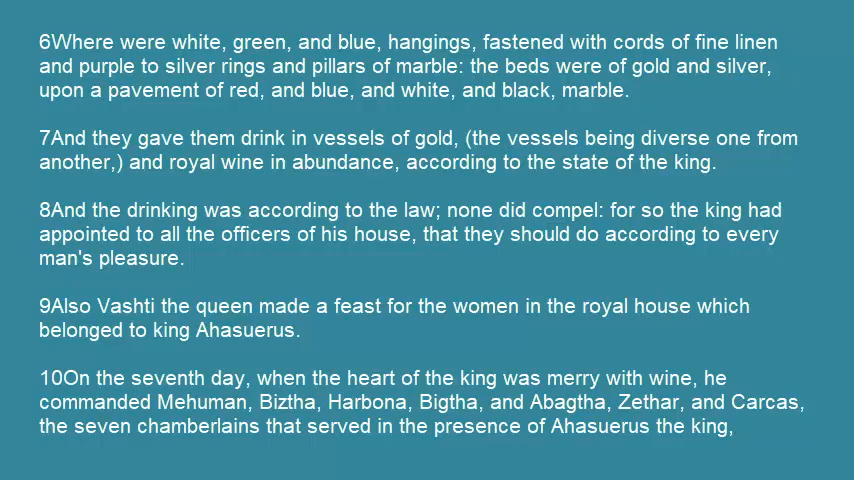 6Where were white, green, and blue, hangings, fastened with cords of fine linen
and purple to silver rings and pillars of marble: the beds were of gold and silver,
upon a pavement of red, and blue, and white, and black, marble.
7And they gave them drink in vessels of gold, (the vessels being diverse one from
another,) and royal wine in abundance, according to the state of the king.
8And the drinking was according to the law; none did compel: for so the king had
appointed to all the officers of his house, that they should do according to every
man's pleasure.
9Also Vashti the queen made a feast for the women in the royal house which
belonged to king Ahasuerus.
10On the seventh day, when the heart of the king was merry with wine, he
commanded Mehuman, Biztha, Harbona, Bigtha, and Abagtha, Zethar, and Carcas,
the seven chamberlains that served in the presence of Ahasuerus the king,